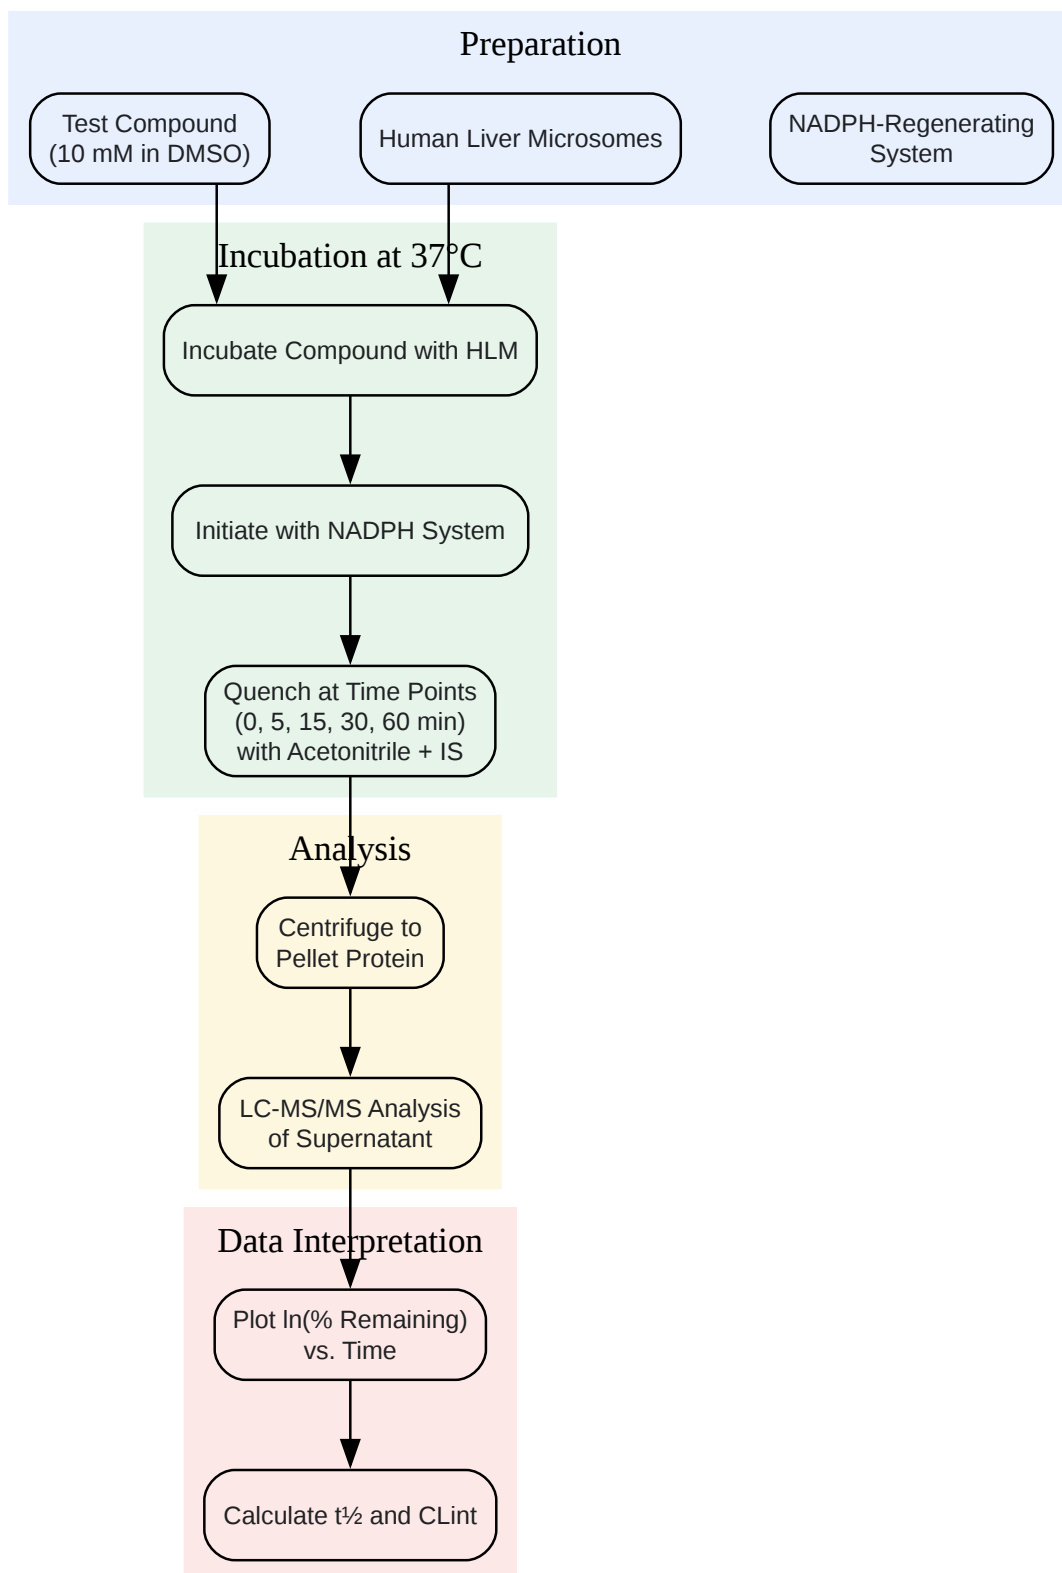 Preparation
Test Compound
(10 mM in DMSO)
Human Liver Microsomes
NADPH-Regenerating
System
Incubation at 37°C
Incubate Compound with HLM
Initiate with NADPH System
Quench at Time Points
(0, 5, 15, 30, 60 min)
with Acetonitrile + IS
Analysis
Centrifuge to
Pellet Protein
LC-MS/MS Analysis
of Supernatant
Data Interpretation
Plot ln(% Remaining)
vs. Time
Calculate t½ and CLint